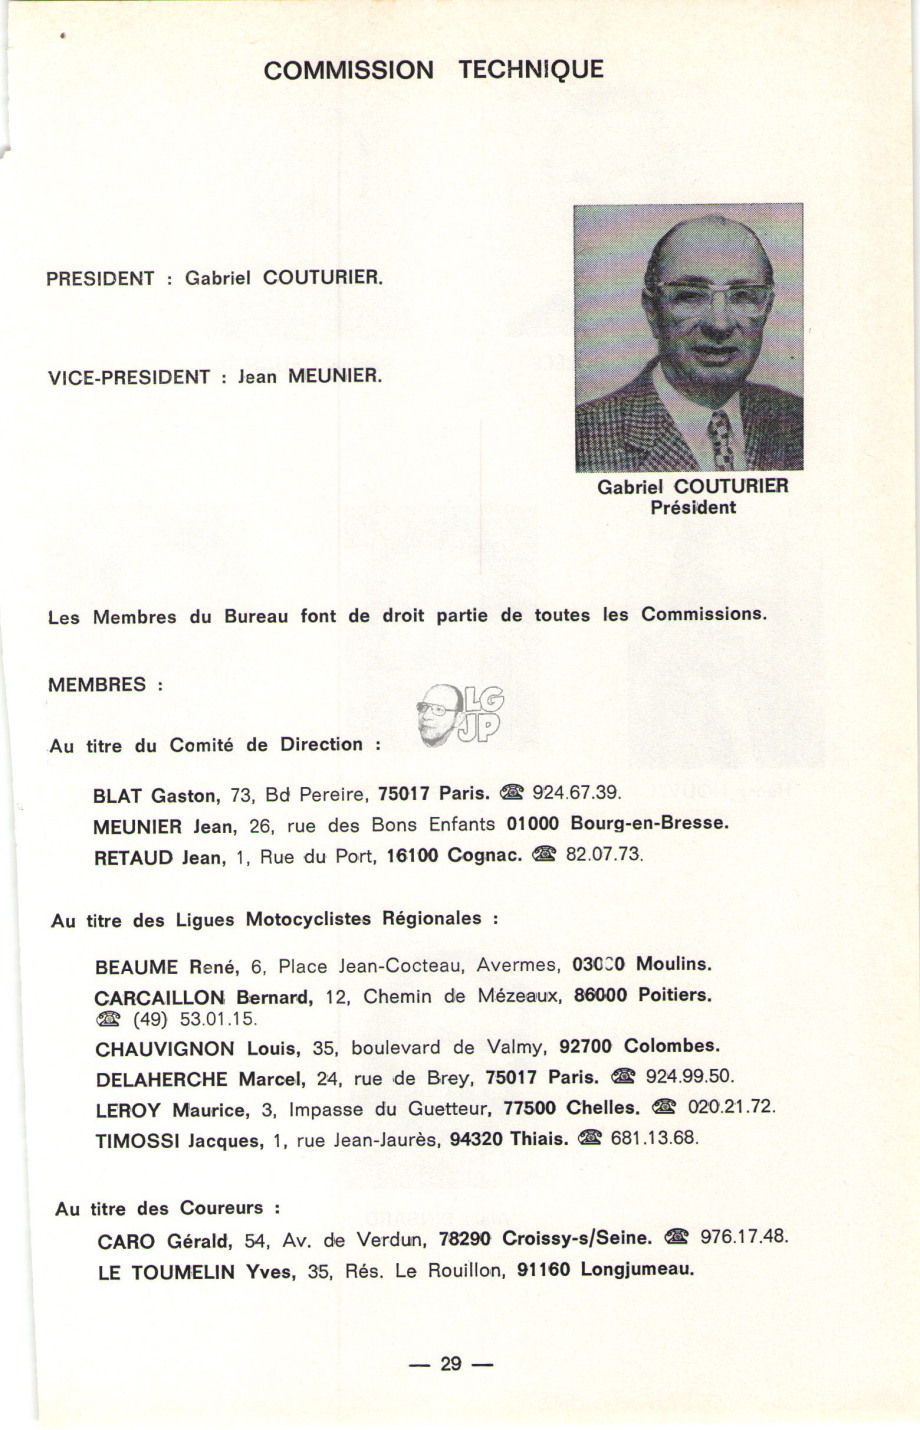 COMMISSION TECHNIQUE
PRESIDENT : Gabriel COUTURIER.
VICE-PRESIDENT : Jean MEUNIER.
Gabriel COUTURIER
Président
Les Membres du Bureau font de droit partie de toutes les Commissions.
MEMBRES :
LG
JP
Au titre du Comité de Direction :
BLAT Gaston, 73, Bd Pereire, 75017 Paris. ☎ 924.67.39.
MEUNIER Jean, 26, rue des Bons Enfants 01000 Bourg-en-Bresse.
RETAUD Jean, 1, Rue du Port, 16100 Cognac. ☎ 82.07.73.
Au titre des Ligues Motocyclistes Régionales :
BEAUME René, 6, Place Jean-Cocteau, Avermes, 03000 Moulins.
CARCAILLON Bernard, 12, Chemin de Mézeaux, 86000 Poitiers.
☎ (49) 53.01.15.
CHAUVIGNON Louis, 35, boulevard de Valmy, 92700 Colombes.
DELAHERCHE Marcel, 24, rue de Brey, 75017 Paris. ☎ 924.99.50.
LEROY Maurice, 3, Impasse du Guetteur, 77500 Chelles. ☎ 020.21.72.
TIMOSSI Jacques, 1, rue Jean-Jaurès, 94320 Thiais. ☎ 681.13.68.
Au titre des Coureurs :
CARO Gérald, 54, Av. de Verdun, 78290 Croissy-s/Seine. ☎ 976.17.48.
LE TOUMELIN Yves, 35, Rés. Le Rouillon, 91160 Longjumeau.
— 29 —